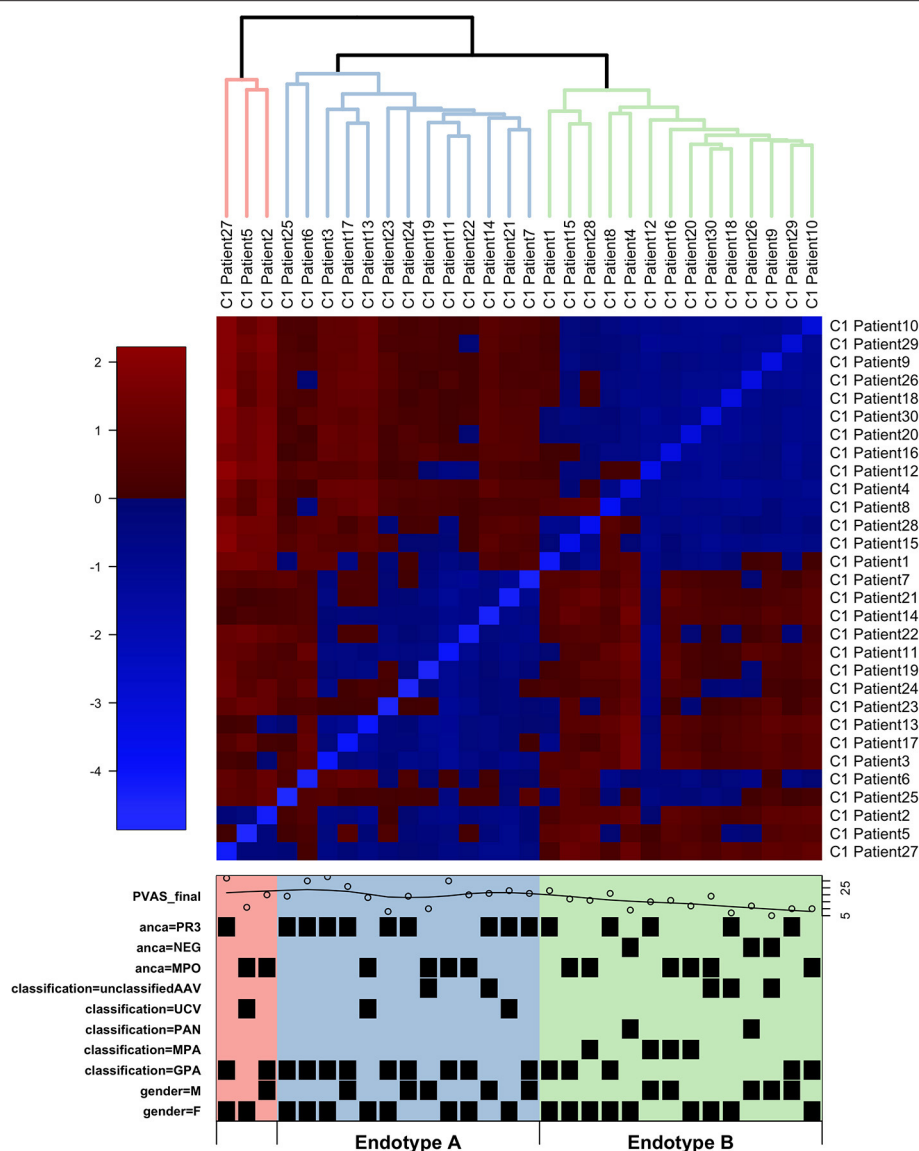 C1 Patient27
C1 Patient5
C1 Patient2
C1 Patient25
C1 Patient6
C1 Patient3
C1 Patient17
C1 Patient13
C1 Patient23
C1 Patient24
C1 Patient19
C1 Patient11
C1 Patient22
C1 Patient14
C1 Patient21
C1 Patient7
C1 Patient1
C1 Patient15
C1 Patient28
C1 Patient8
C1 Patient4
C1 Patient12
C1 Patient16
C1 Patient20
C1 Patient30
C1 Patient18
C1 Patient26
C1 Patient9
C1 Patient29
C1 Patient10
2
1
0
-1
-2
-3
-4
C1 Patient10
C1 Patient29
C1 Patient9
C1 Patient26
C1 Patient18
C1 Patient30
C1 Patient20
C1 Patient16
C1 Patient12
C1 Patient4
C1 Patient8
C1 Patient28
C1 Patient15
C1 Patient1
C1 Patient7
C1 Patient21
C1 Patient14
C1 Patient22
C1 Patient11
C1 Patient19
C1 Patient24
C1 Patient23
C1 Patient13
C1 Patient17
C1 Patient3
C1 Patient6
C1 Patient25
C1 Patient2
C1 Patient5
C1 Patient27
PVAS_final
25
5
anca=PR3
anca=NEG
anca=MPO
classification=unclassifiedAAV
classification=UCV
classification=PAN
classification=MPA
classification=GPA
gender=M
gender=F
Endotype A
Endotype B